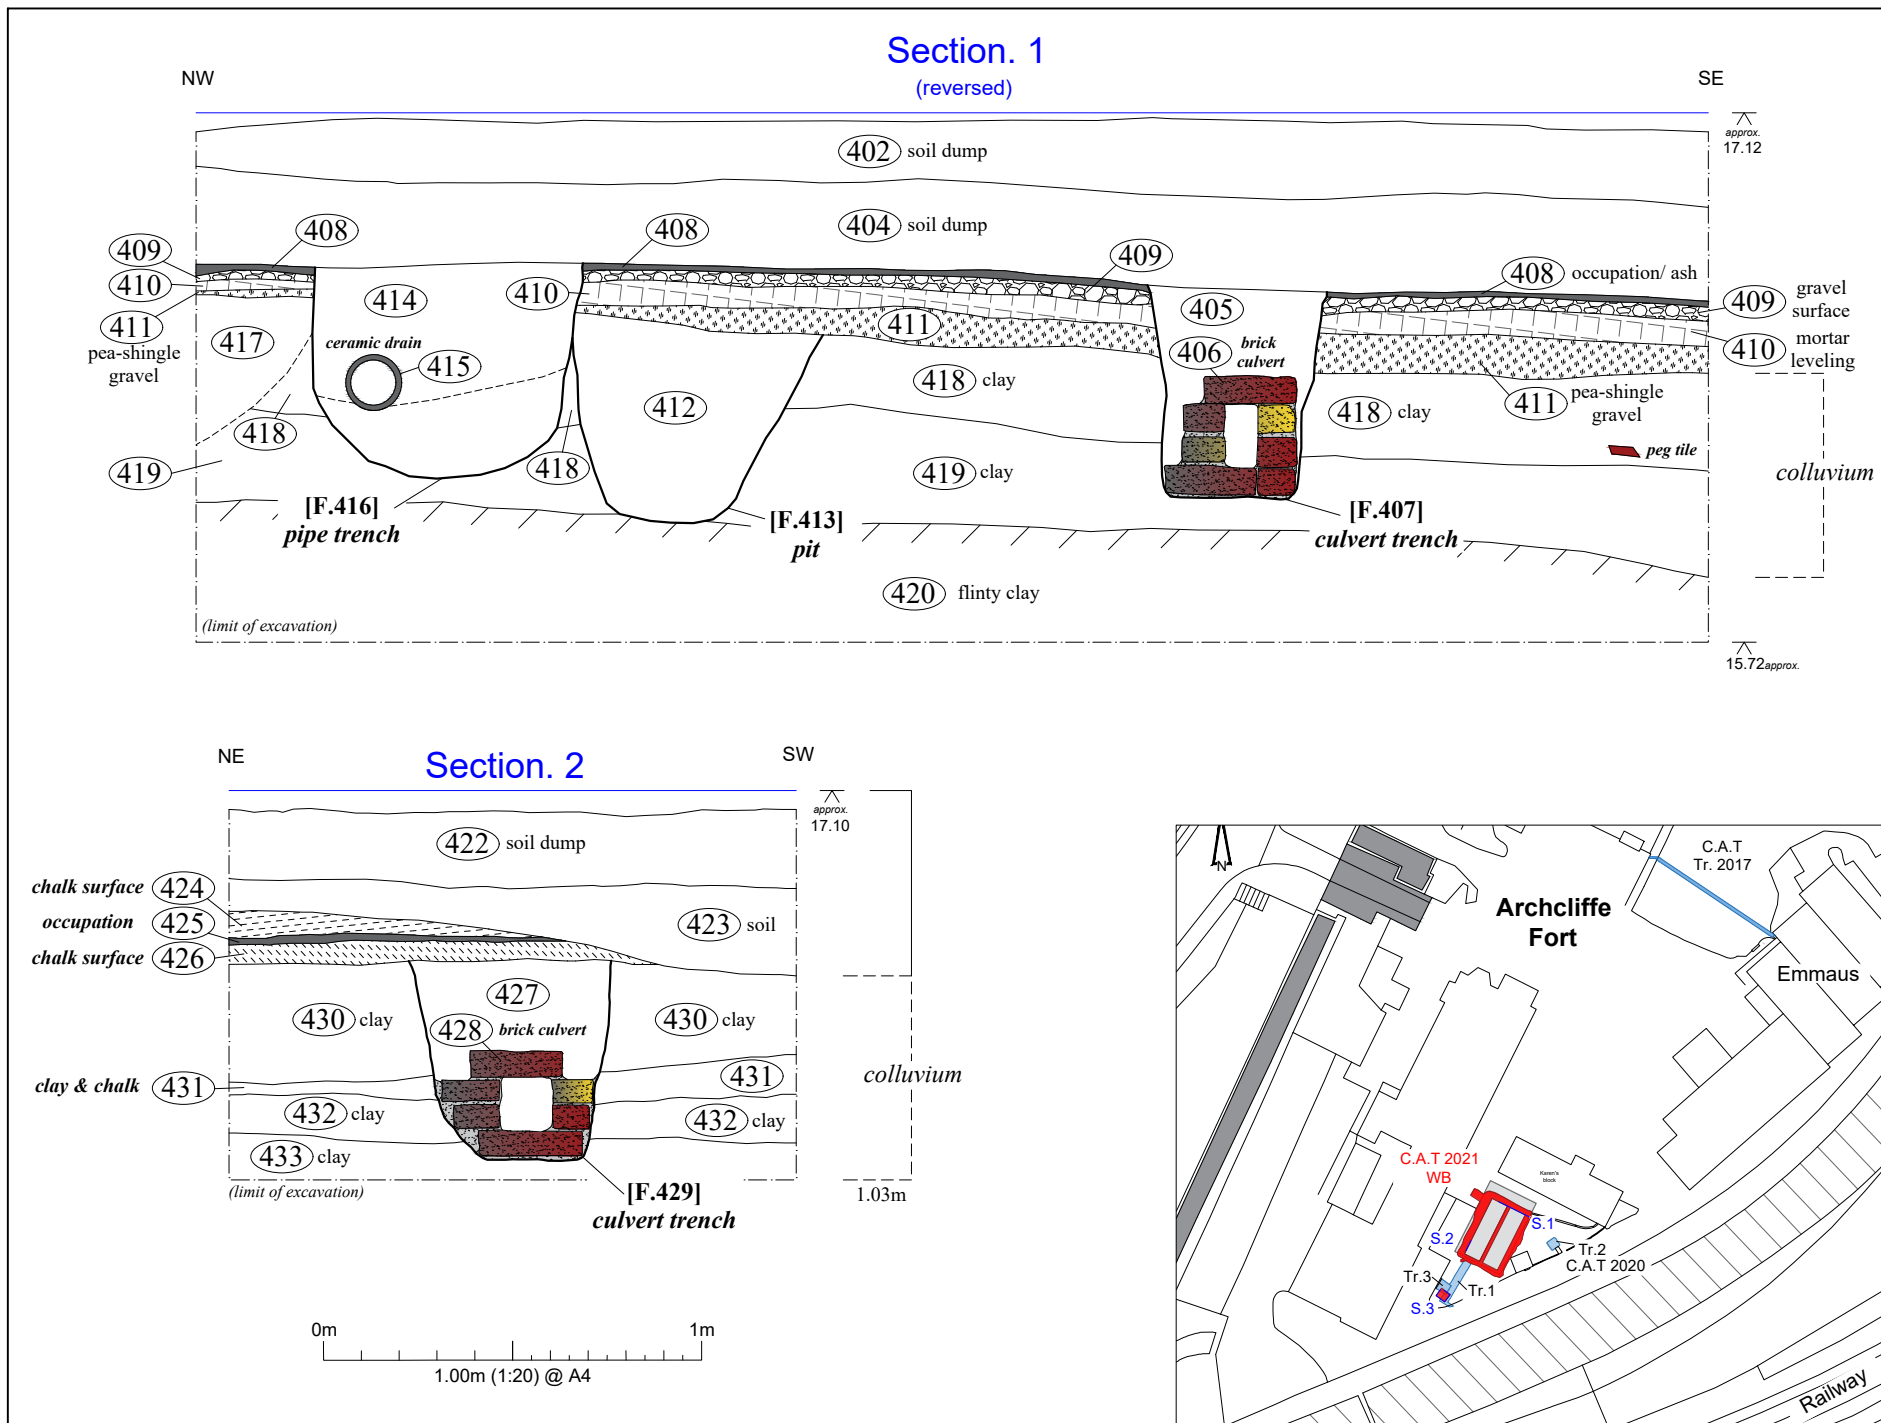 Section. 1
(reversed)
NW
SE
approx.
17.12
402 soil dump
404 soil dump
408
408
409
409
410
411
pea-shingle
gravel
417
414
410
411
405
408 occupation/ ash
409 gravel
surface
410 mortar
leveling
ceramic drain
415
406 brick
culvert
418 clay
418 clay
411 pea-shingle
gravel
412
418
418
419
419 clay
peg tile
colluvium
[F.416]
pipe trench
[F.413]
pit
[F.407]
culvert trench
420 flinty clay
(limit of excavation)
15.72 approx.
Section. 2
NE
SW
approx.
17.10
422 soil dump
chalk surface 424
occupation 425
chalk surface 426
423 soil
427
430 clay
430 clay
428 brick culvert
clay & chalk 431
431
432 clay
432 clay
433 clay
colluvium
(limit of excavation)
1.03m
[F.429]
culvert trench
0m
1m
1.00m (1:20) @ A4
N
C.A.T
Tr. 2017
Archcliffe
Fort
Emmaus
C.A.T 2021
WB
Karen's
block
S.1
S.2
Tr.2
C.A.T 2020
Tr.3
Tr.1
S.3
Railway